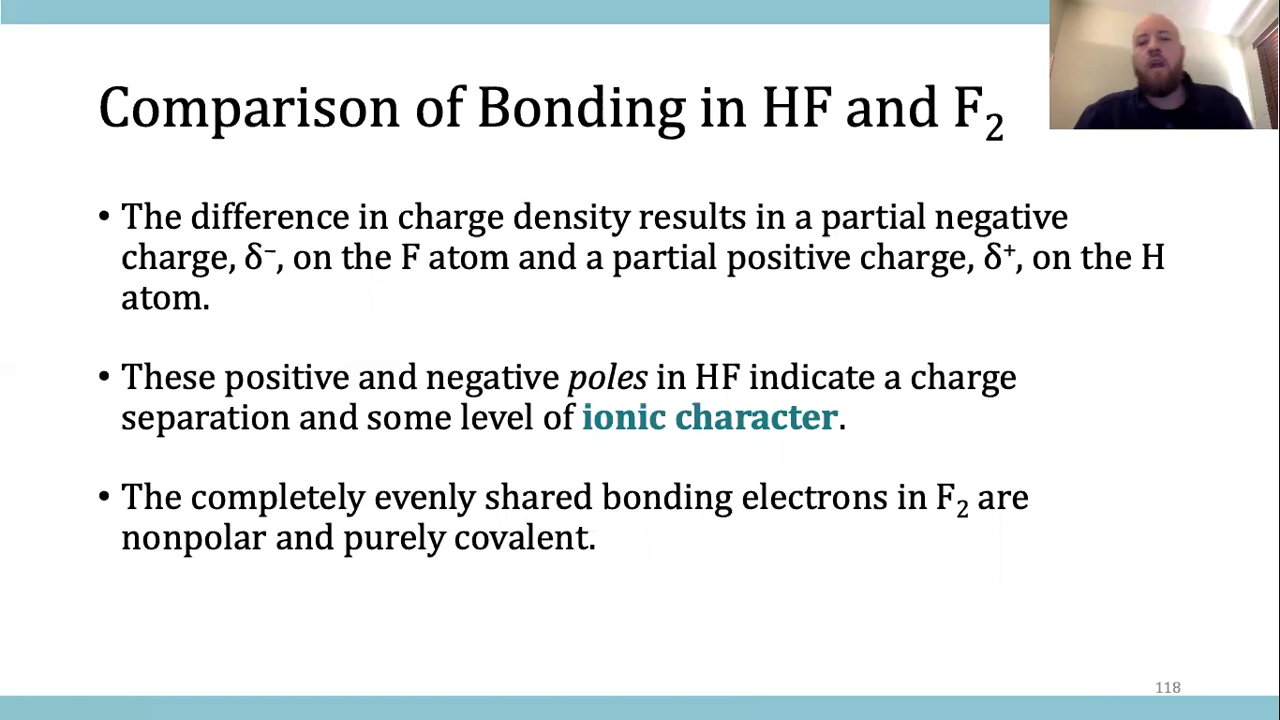 Comparison of Bonding in HF and F₂
• The difference in charge density results in a partial negative
charge, δ⁻, on the F atom and a partial positive charge, δ⁺, on the H
atom.
• These positive and negative poles in HF indicate a charge
separation and some level of ionic character.
• The completely evenly shared bonding electrons in F₂ are
nonpolar and purely covalent.
118